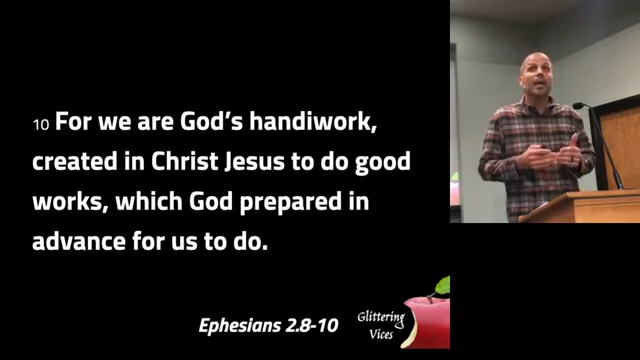 10 For we are God's handiwork,
created in Christ Jesus to do good
works, which God prepared in
advance for us to do.
Ephesians 2.8-10
Glittering
Vices